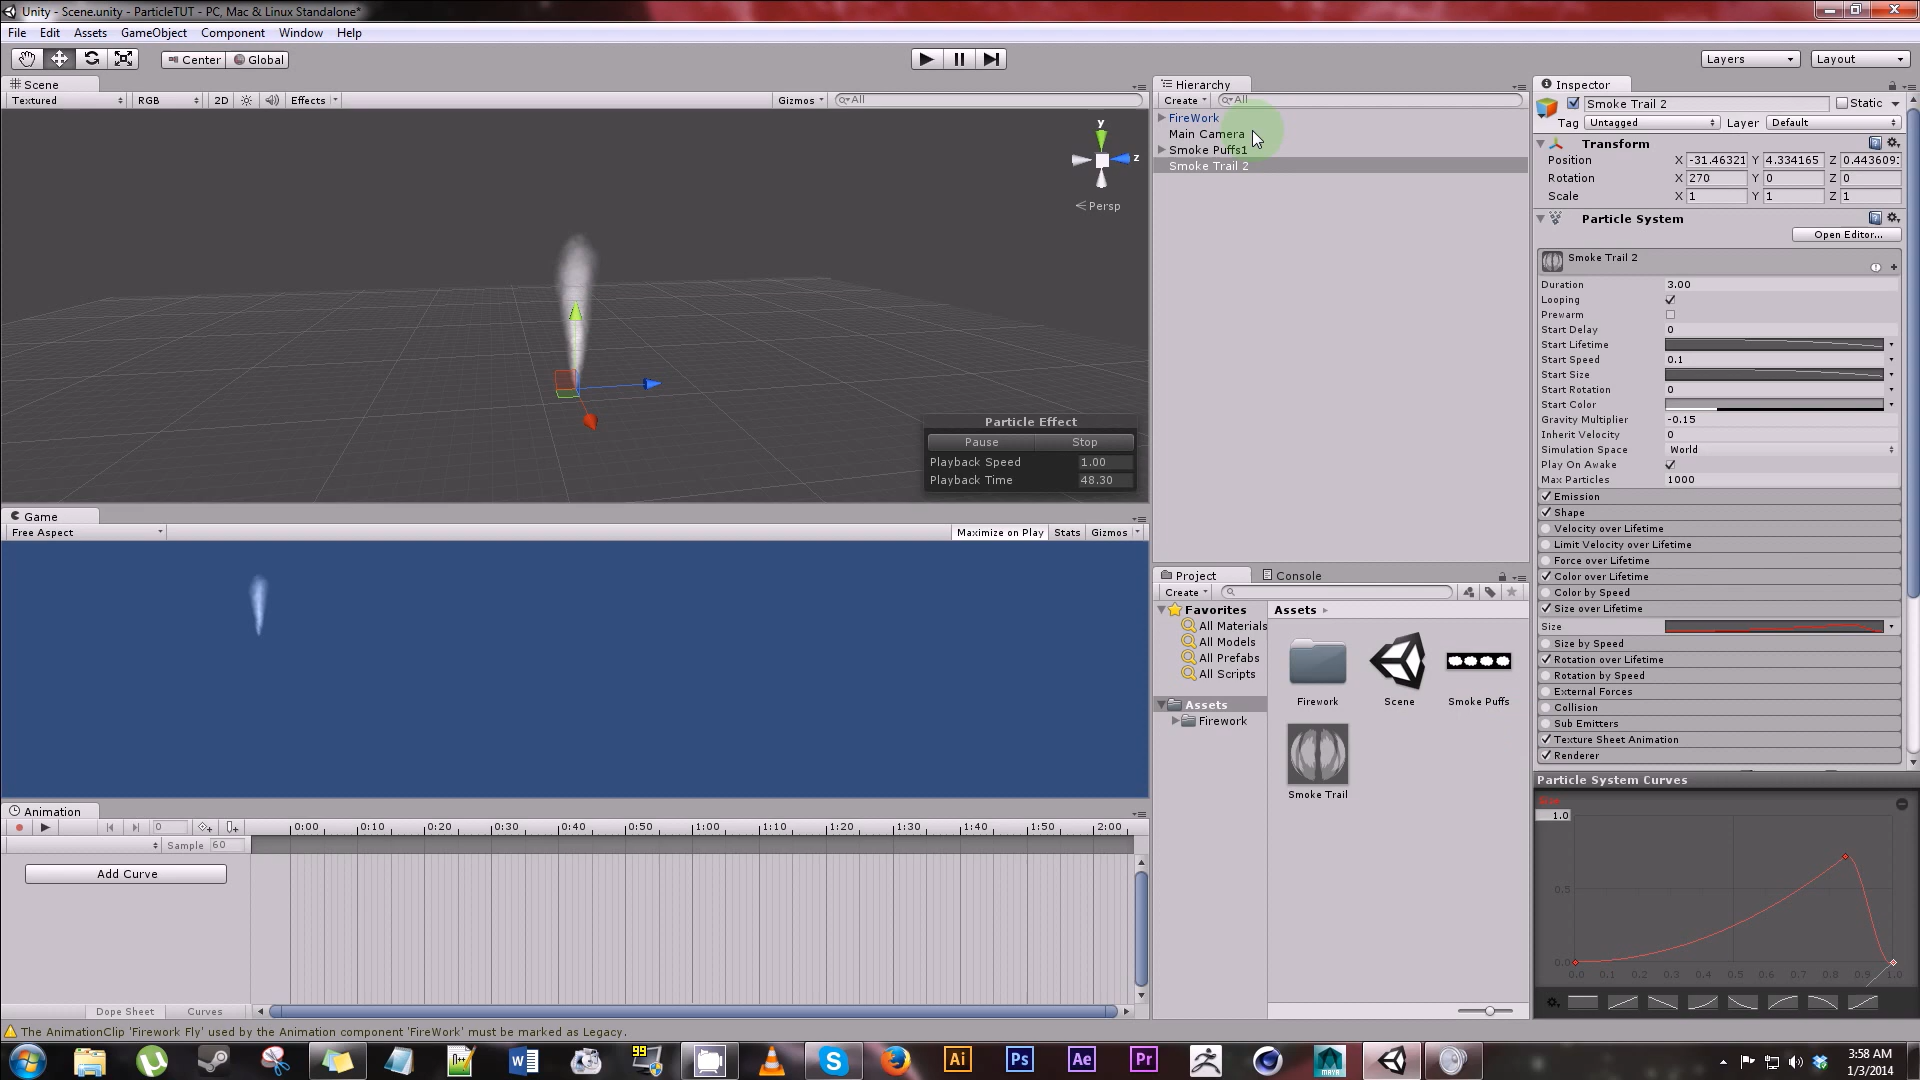 Unity - Scene.unity - ParticleTUT - PC, Mac & Linux Standalone*
File Edit Assets GameObject Component Window Help
Center Global Layers Layout
Scene
Textured RGB 2D Effects Gizmos All
y
z
Persp
Particle Effect
Pause Stop
Playback Speed 1.00
Playback Time 48.30
Game
Free Aspect Maximize on Play Stats Gizmos
Animation
0 0:00 0:10 0:20 0:30 0:40 0:50 1:00 1:10 1:20 1:30 1:40 1:50 2:00
Sample 60
Add Curve
Dope Sheet Curves
Hierarchy
Create All
FireWork
Main Camera
Smoke Puffs1
Smoke Trail 2
Project Console
Create
Favorites
All Materials
All Models
All Prefabs
All Scripts
Assets
Firework
Assets
Firework Scene Smoke Puffs
Smoke Trail
Inspector
Smoke Trail 2 Static
Tag Untagged Layer Default
Transform
Position X -31.46321 Y 4.334165 Z 0.443609
Rotation X 270 Y 0 Z 0
Scale X 1 Y 1 Z 1
Particle System
Open Editor...
Smoke Trail 2
Duration 3.00
Looping
Prewarm
Start Delay 0
Start Lifetime
Start Speed 0.1
Start Size
Start Rotation 0
Start Color
Gravity Multiplier -0.15
Inherit Velocity 0
Simulation Space World
Play On Awake
Max Particles 1000
Emission
Shape
Velocity over Lifetime
Limit Velocity over Lifetime
Force over Lifetime
Color over Lifetime
Color by Speed
Size over Lifetime
Size
Size by Speed
Rotation over Lifetime
Rotation by Speed
External Forces
Collision
Sub Emitters
Texture Sheet Animation
Renderer
Particle System Curves
Size
1.0
0.5
0.0
0.0 0.1 0.2 0.3 0.4 0.5 0.6 0.7 0.8 0.9 1.0
The AnimationClip 'Firework Fly' used by the Animation component 'FireWork' must be marked as Legacy.
99
Ai Ps Ae Pr
MAYA
3:58 AM
1/3/2014